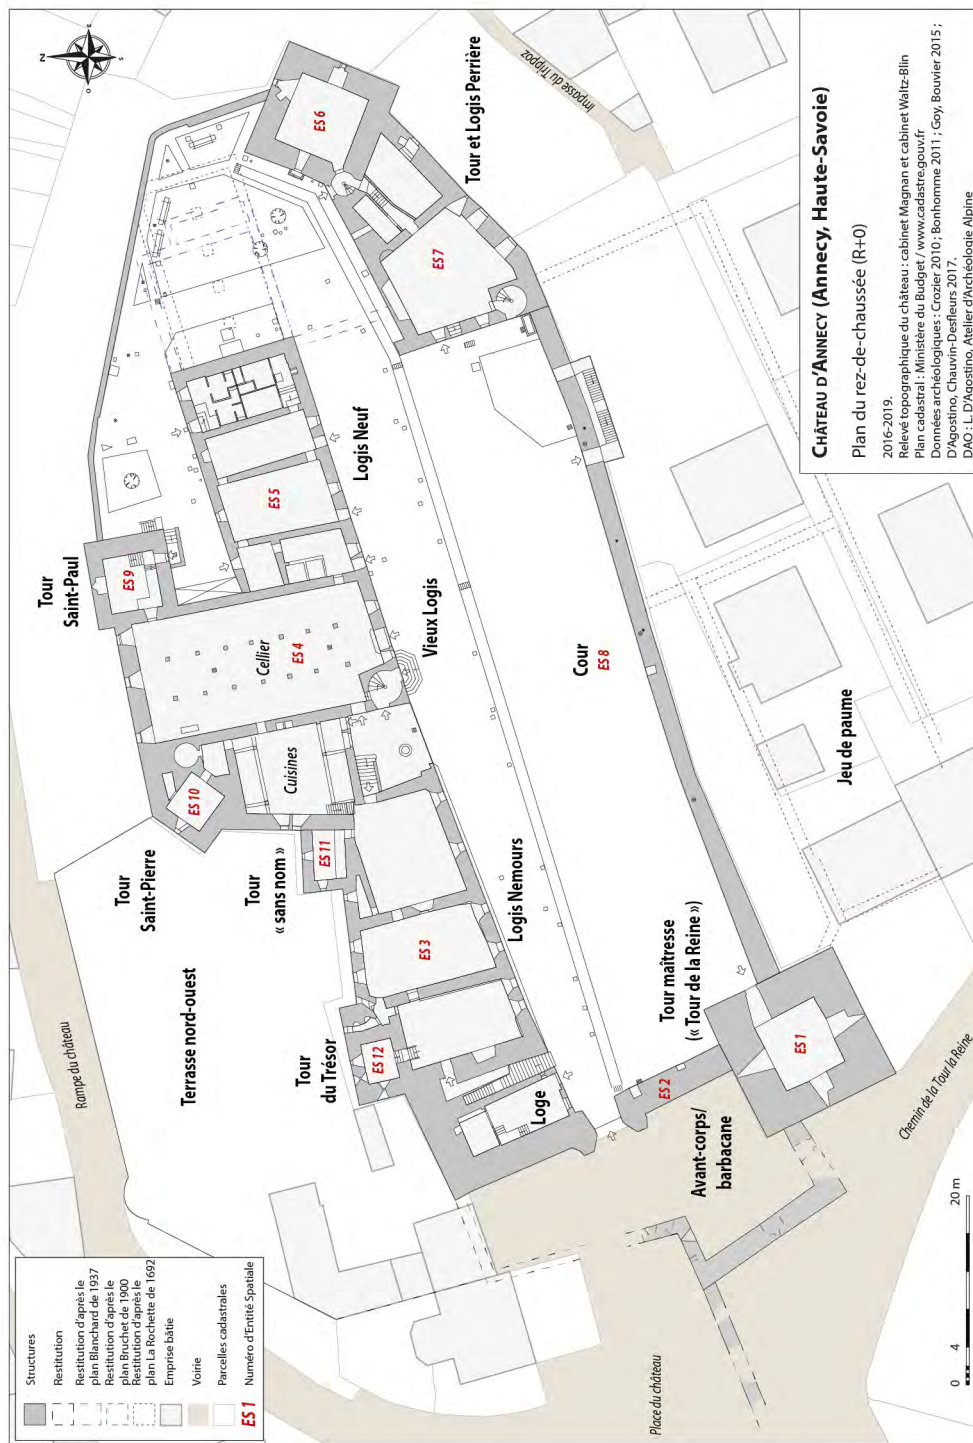 CHÂTEAU D'ANNECY (Annecy, Haute-Savoie)
Plan du rez-de-chaussée (R+0)
2016-2019.
Relevé topographique du château : cabinet Magnan et cabinet Waltz-Blin
Plan cadastral : Ministère du Budget / www.cadastre.gouv.fr
Données archéologiques : Crozier 2010 ; Bonhomme 2011 ; Goy, Bouvier 2015 ;
D'Agostino, Chauvin-Desfleurs 2017.
DAO : L. D'Agostino, Atelier d'Archéologie Alpine
Structures
Restitution
Restitution d'après le
plan Blanchard de 1937
Restitution d'après le
plan Bruchet de 1900
Restitution d'après le
plan La Rochette de 1692
Emprise bâtie
Voirie
Parcelles cadastrales
ES 1
Numéro d'Entité Spatiale
Rampe du château
Terrasse nord-ouest
Tour
Saint-Pierre
Tour
Saint-Paul
Tour
« sans nom »
Tour
du Trésor
ES 9
ES 10
ES 11
ES 12
Cellier
ES 4
Cuisines
ES 5
ES 3
Loge
Logis Neuf
Vieux Logis
Logis Nemours
Tour et Logis Perrière
ES 6
ES 7
Impasse du Trippoz
Cour
ES 8
Jeu de paume
Tour maîtresse
(« Tour de la Reine »)
ES 1
ES 2
Avant-corps/
barbacane
Chemin de la Tour la Reine
Place du château
0
4
20 m
N
E
S
O